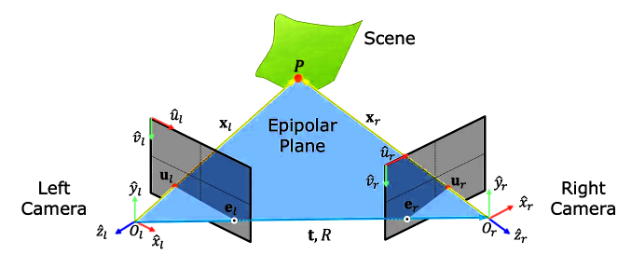 Scene
P
û_l
v̂_l
x_l
x_r
Epipolar
Plane
û_r
v̂_r
u_l
u_r
Left
Camera
Right
Camera
ŷ_l
ẑ_l
O_l
x̂_l
e_l
t, R
e_r
O_r
ŷ_r
x̂_r
ẑ_r